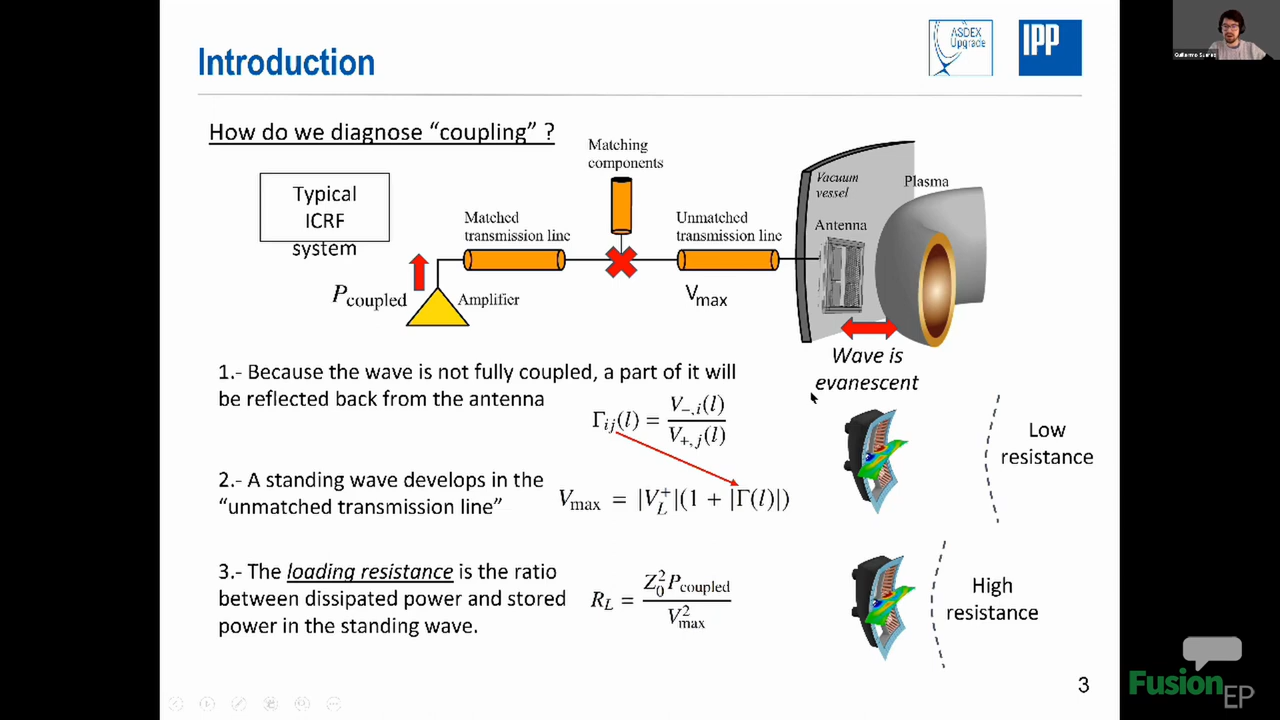 Introduction
ASDEX
Upgrade
IPP
Guillermo Suárez
How do we diagnose “coupling” ?
Typical
ICRF
system
Matching
components
Matched
transmission line
Unmatched
transmission line
Vacuum
vessel
Plasma
Antenna
P_coupled
Amplifier
V_max
Wave is
evanescent
1.- Because the wave is not fully coupled, a part of it will
be reflected back from the antenna
Γ_ij(l) = V_−,i(l) / V_+,j(l)
2.- A standing wave develops in the
“unmatched transmission line”
V_max = |V_L^+|(1 + |Γ(l)|)
3.- The loading resistance is the ratio
between dissipated power and stored
power in the standing wave.
R_L = Z_0^2 P_coupled / V_max^2
Low
resistance
High
resistance
3
FusionEP